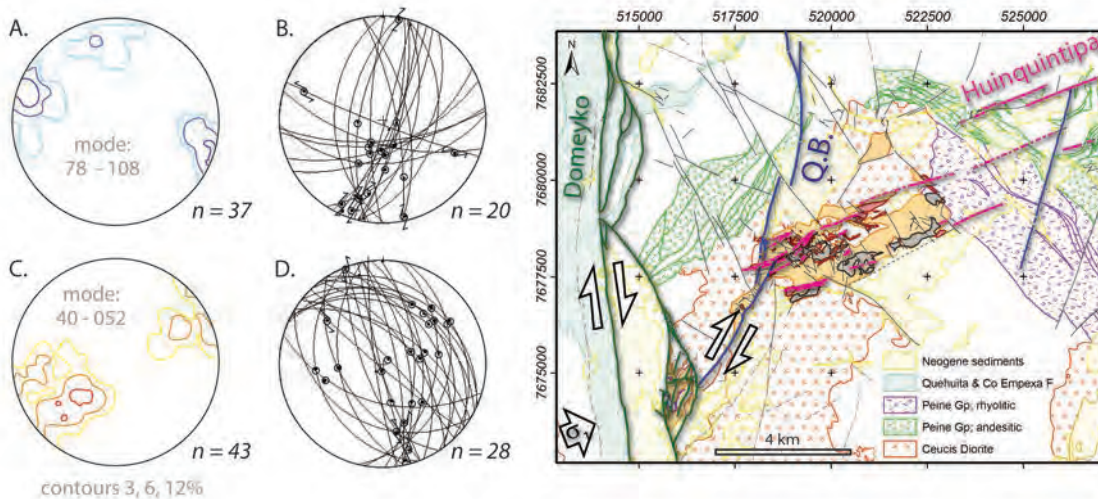 A.
mode:
78 - 108
n = 37
B.
n = 20
C.
mode:
40 - 052
n = 43
contours 3, 6, 12%
D.
n = 28
515000 517500 520000 522500 525000
7682500
7680000
7677500
7675000
N
Domeyko
Q.B.
Huinquintipa
σ1
4 km
Neogene sediments
Quehuita & Co Empexa F
Peine Gp; rhyolitic
Peine Gp; andesitic
Ceucis Diorite